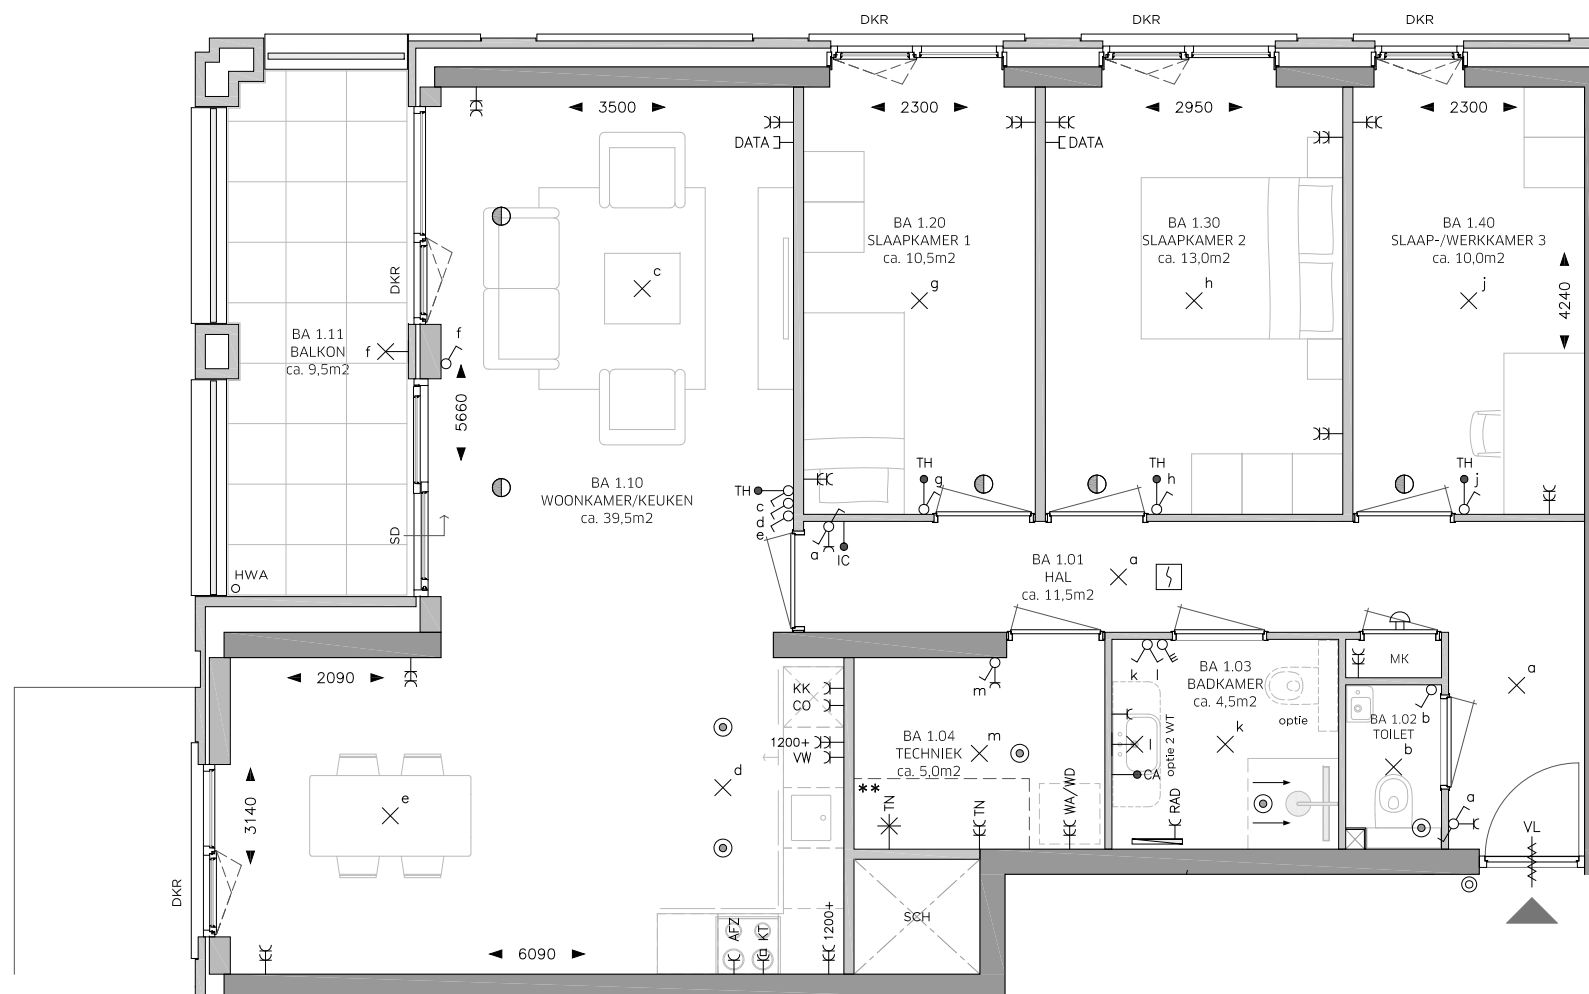 DKR
DKR
DKR
3500
2300
2950
2300
DATA
DATA
BA 1.20
SLAAPKAMER 1
ca. 10,5m2
BA 1.30
SLAAPKAMER 2
ca. 13,0m2
BA 1.40
SLAAP-/WERKKAMER 3
ca. 10,0m2
c
g
h
j
4240
DKR
BA 1.11
BALKON
ca. 9,5m2
f
f
5660
BA 1.10
WOONKAMER/KEUKEN
ca. 39,5m2
TH
c
d
e
TH
g
TH
h
TH
j
SD
HWA
a
IC
BA 1.01
HAL
ca. 11,5m2
a
2090
KK
CO
1200+
VW
m
BA 1.04
TECHNIEK
ca. 5,0m2
m
**
TN
TN
WA/WD
k
l
BA 1.03
BADKAMER
ca. 4,5m2
optie
k
l
optie 2 WT
CA
RAD
MK
BA 1.02
TOILET
b
b
a
a
VL
3140
e
d
DKR
6090
AFZ
KT
1200+
SCH